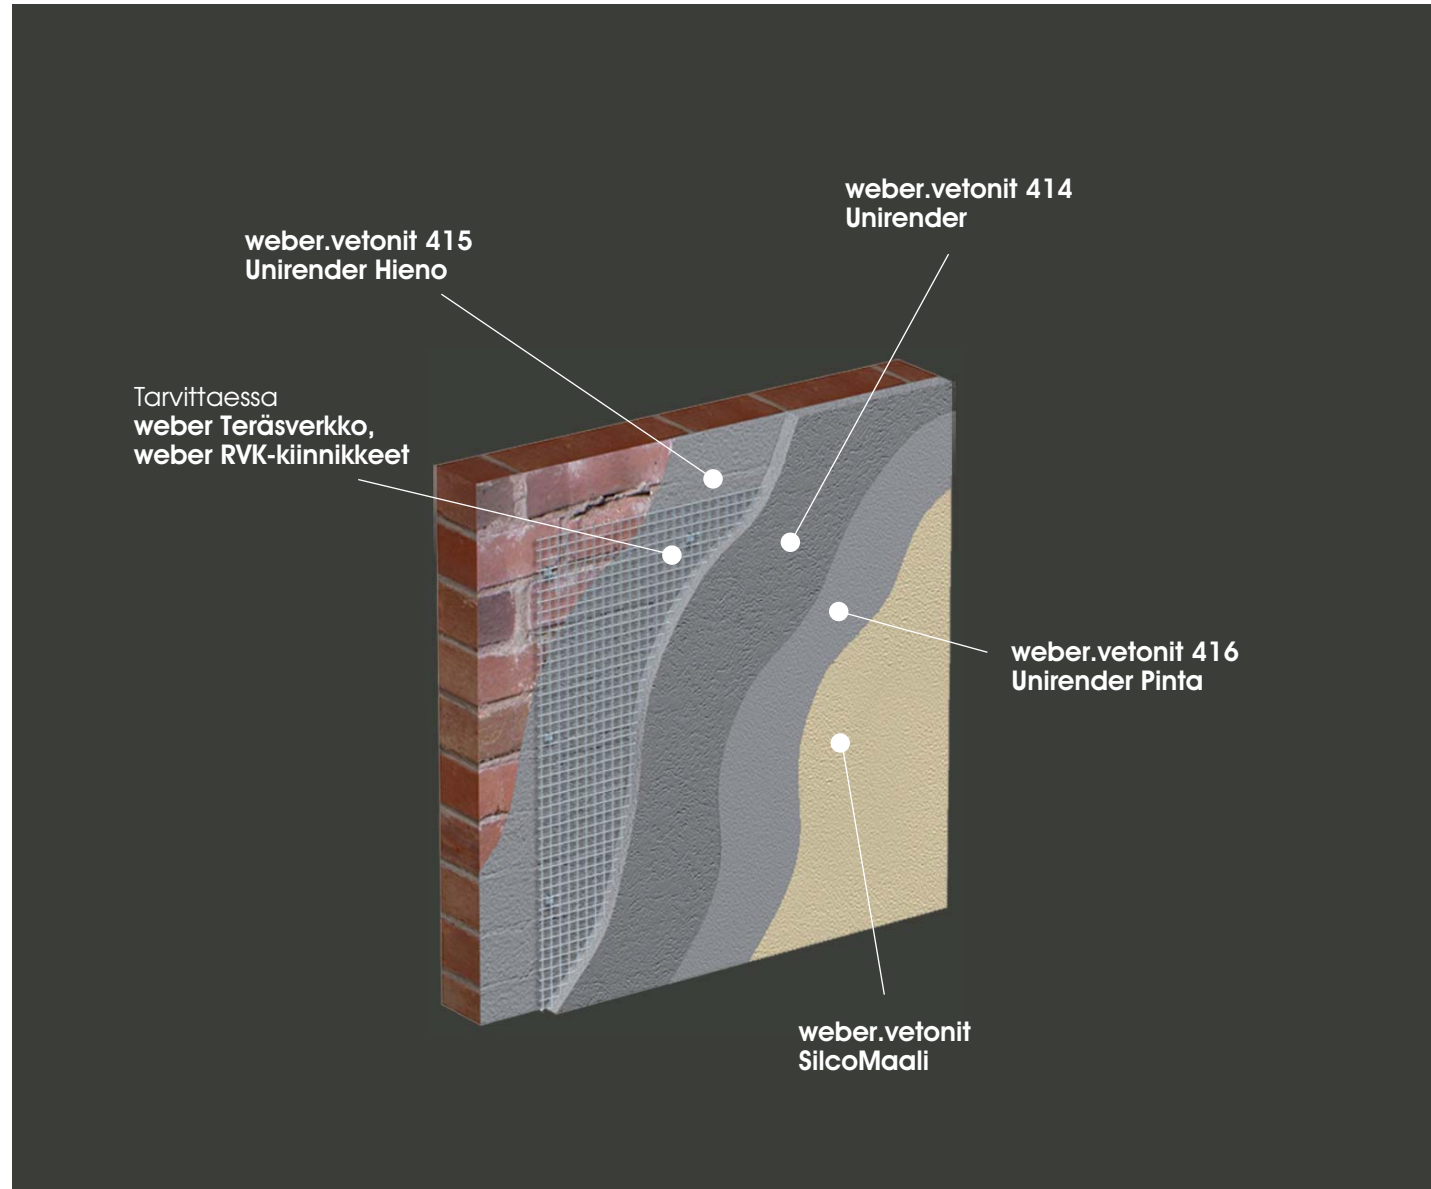 weber.vetonit 414
Unirender
weber.vetonit 415
Unirender Hieno
Tarvittaessa
weber Teräsverkko,
weber RVK-kiinnikkeet
weber.vetonit 416
Unirender Pinta
weber.vetonit
SilcoMaali